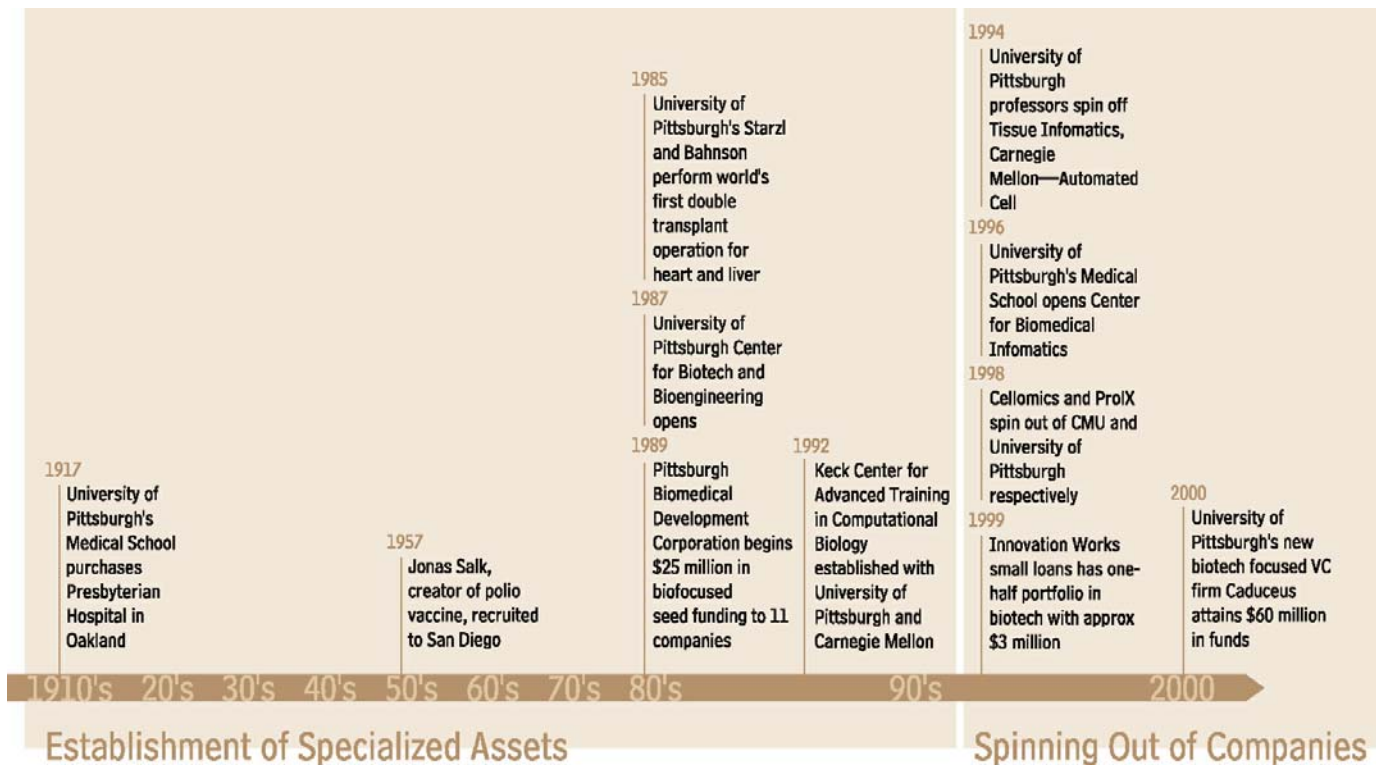 1917
University of
Pittsburgh's
Medical School
purchases
Presbyterian
Hospital in
Oakland
1957
Jonas Salk,
creator of polio
vaccine, recruited
to San Diego
1985
University of
Pittsburgh's Starzl
and Bahnson
perform world's
first double
transplant
operation for
heart and liver
1987
University of
Pittsburgh Center
for Biotech and
Bioengineering
opens
1989
Pittsburgh
Biomedical
Development
Corporation begins
$25 million in
biofocused
seed funding to 11
companies
1992
Keck Center for
Advanced Training
in Computational
Biology
established with
University of
Pittsburgh and
Carnegie Mellon
1994
University of
Pittsburgh
professors spin off
Tissue Infomatics,
Carnegie
Mellon—Automated
Cell
1996
University of
Pittsburgh's Medical
School opens Center
for Biomedical
Infomatics
1998
Cellomics and ProlX
spin out of CMU and
University of
Pittsburgh
respectively
1999
Innovation Works
small loans has one-
half portfolio in
biotech with approx
$3 million
2000
University of
Pittsburgh's new
biotech focused VC
firm Caduceus
attains $60 million
in funds
1910's 20's 30's 40's 50's 60's 70's 80's 90's 2000
Establishment of Specialized Assets
Spinning Out of Companies